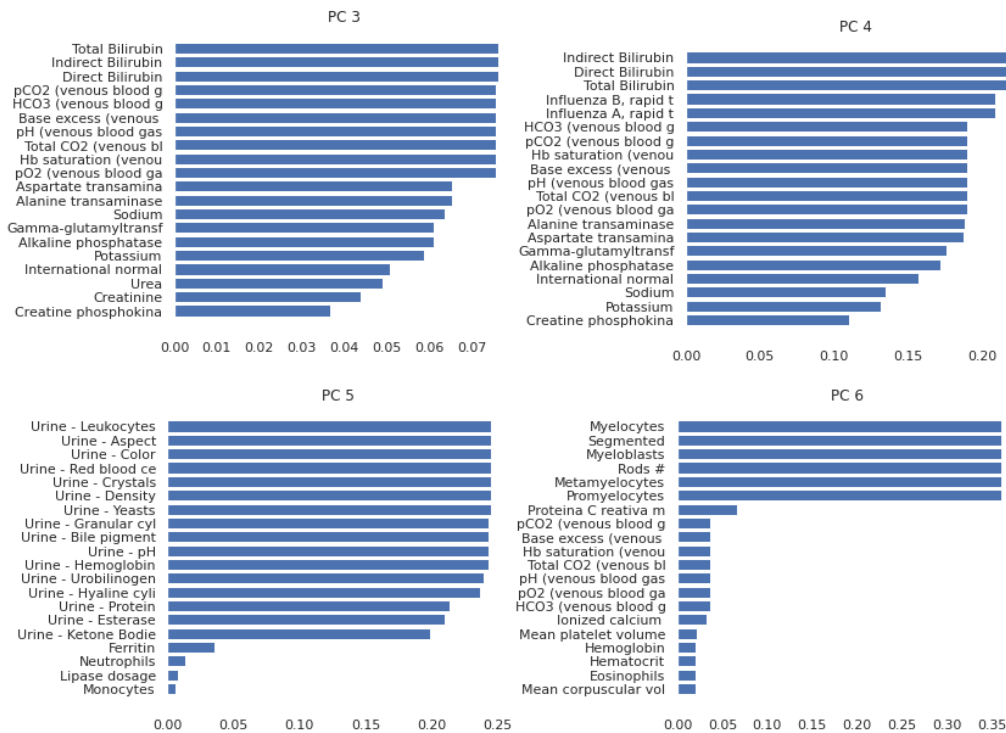 PC 3
Total Bilirubin
Indirect Bilirubin
Direct Bilirubin
pCO2 (venous blood g
HCO3 (venous blood g
Base excess (venous
pH (venous blood gas
Total CO2 (venous bl
Hb saturation (venou
pO2 (venous blood ga
Aspartate transamina
Alanine transaminase
Sodium
Gamma-glutamyltransf
Alkaline phosphatase
Potassium
International normal
Urea
Creatinine
Creatine phosphokina
0.00 0.01 0.02 0.03 0.04 0.05 0.06 0.07
PC 4
Indirect Bilirubin
Direct Bilirubin
Total Bilirubin
Influenza B, rapid t
Influenza A, rapid t
HCO3 (venous blood g
pCO2 (venous blood g
Hb saturation (venou
Base excess (venous
pH (venous blood gas
Total CO2 (venous bl
pO2 (venous blood ga
Alanine transaminase
Aspartate transamina
Gamma-glutamyltransf
Alkaline phosphatase
International normal
Sodium
Potassium
Creatine phosphokina
0.00 0.05 0.10 0.15 0.20
PC 5
Urine - Leukocytes
Urine - Aspect
Urine - Color
Urine - Red blood ce
Urine - Crystals
Urine - Density
Urine - Yeasts
Urine - Granular cyl
Urine - Bile pigment
Urine - pH
Urine - Hemoglobin
Urine - Urobilinogen
Urine - Hyaline cyli
Urine - Protein
Urine - Esterase
Urine - Ketone Bodie
Ferritin
Neutrophils
Lipase dosage
Monocytes
0.00 0.05 0.10 0.15 0.20 0.25
PC 6
Myelocytes
Segmented
Myeloblasts
Rods #
Metamyelocytes
Promyelocytes
Proteina C reativa m
pCO2 (venous blood g
Base excess (venous
Hb saturation (venou
Total CO2 (venous bl
pH (venous blood gas
pO2 (venous blood ga
HCO3 (venous blood g
Ionized calcium
Mean platelet volume
Hemoglobin
Hematocrit
Eosinophils
Mean corpuscular vol
0.00 0.05 0.10 0.15 0.20 0.25 0.30 0.35